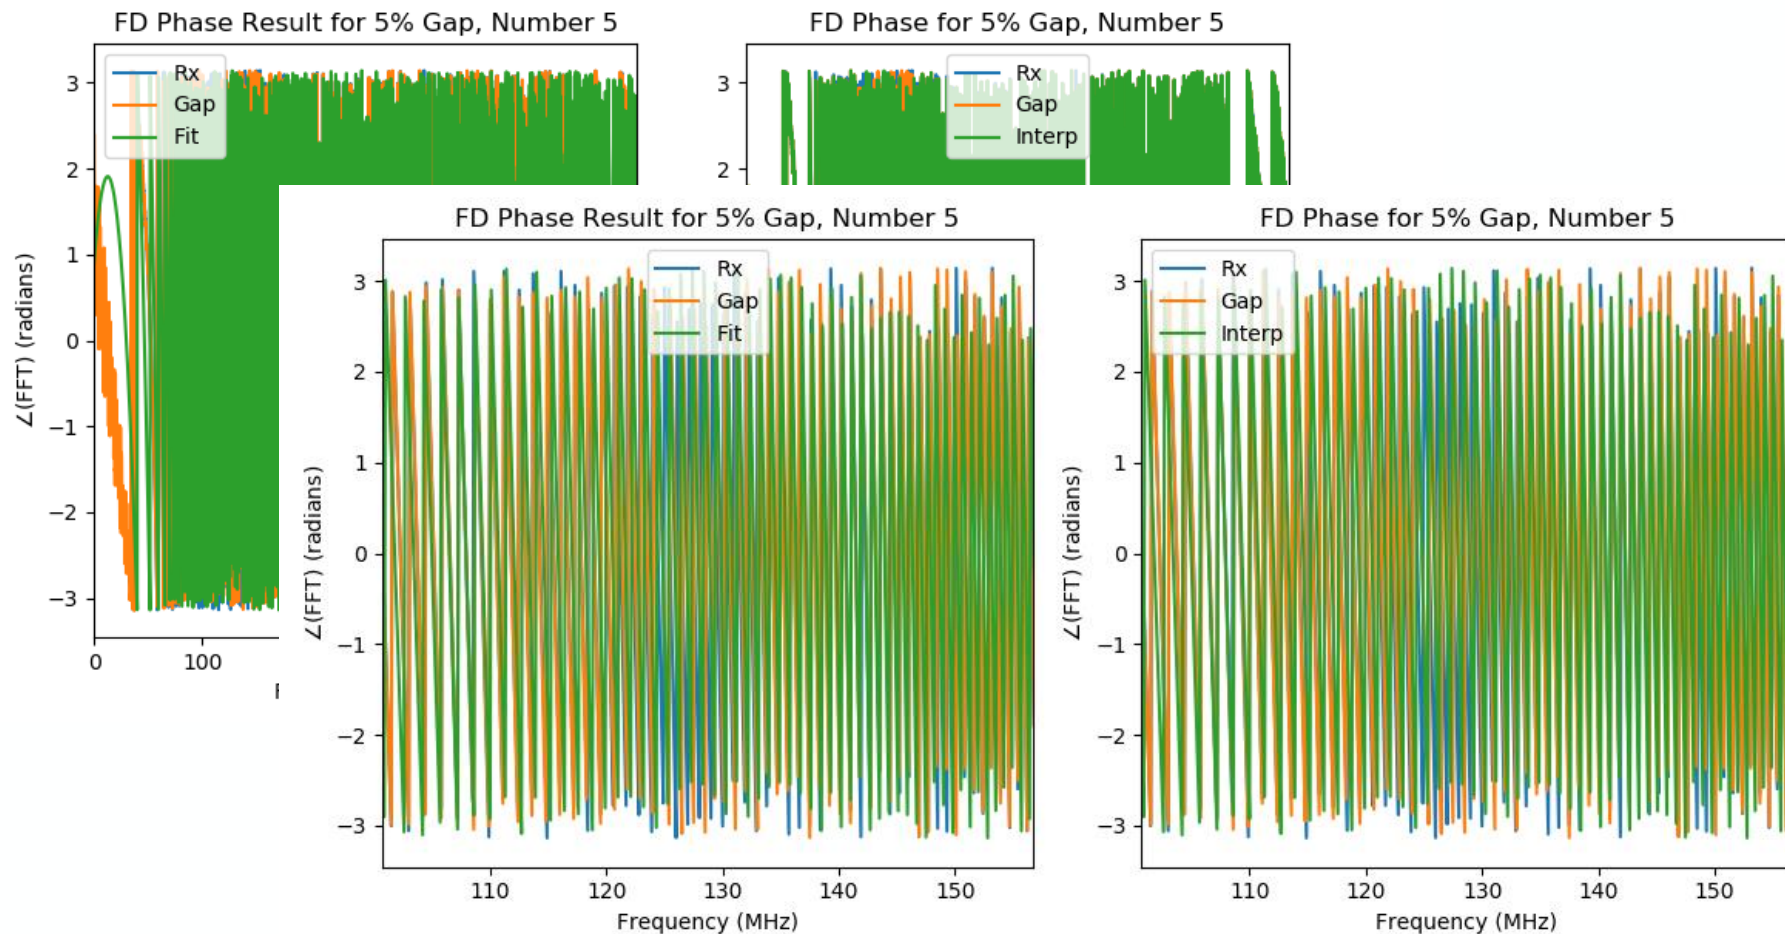 FD Phase Result for 5% Gap, Number 5
3
2
1
0
−1
−2
−3
∠(FFT) (radians)
Rx
Gap
Fit
0
100
FD Phase for 5% Gap, Number 5
3
2
Rx
Gap
Interp
FD Phase Result for 5% Gap, Number 5
3
2
1
0
−1
−2
−3
∠(FFT) (radians)
Rx
Gap
Fit
110
120
130
140
150
Frequency (MHz)
FD Phase for 5% Gap, Number 5
3
2
1
0
−1
−2
−3
∠(FFT) (radians)
Rx
Gap
Interp
110
120
130
140
150
Frequency (MHz)